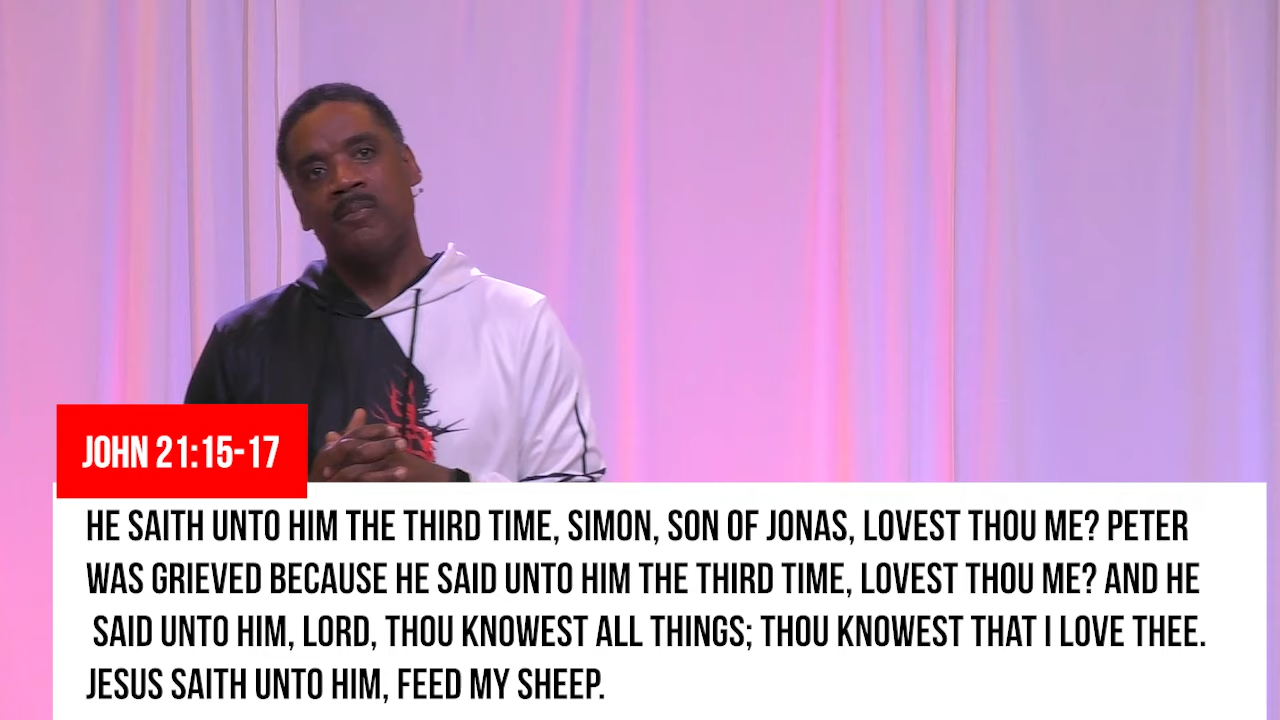 JOHN 21:15-17
HE SAITH UNTO HIM THE THIRD TIME, SIMON, SON OF JONAS, LOVEST THOU ME? PETER
WAS GRIEVED BECAUSE HE SAID UNTO HIM THE THIRD TIME, LOVEST THOU ME? AND HE
SAID UNTO HIM, LORD, THOU KNOWEST ALL THINGS; THOU KNOWEST THAT I LOVE THEE.
JESUS SAITH UNTO HIM, FEED MY SHEEP.